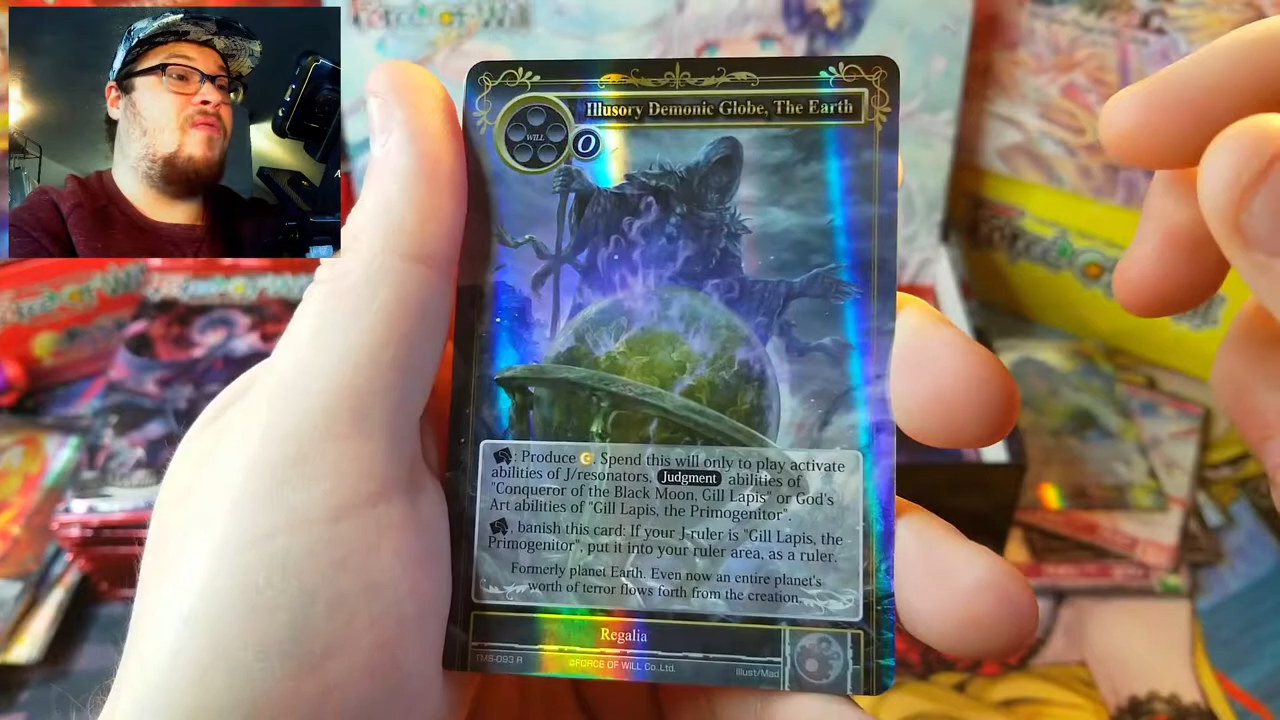 Force of Will
Illusory Demonic Globe, The Earth
WILL
0
: Produce . Spend this will only to play activate
abilities of J/resonators, Judgment abilities of
"Conqueror of the Black Moon, Gill Lapis" or God's
Art abilities of "Gill Lapis, the Primogenitor".
, banish this card: If your J-ruler is "Gill Lapis, the
Primogenitor", put it into your ruler area, as a ruler.
Formerly planet Earth. Even now an entire planet's
worth of terror flows forth from the creation.
Regalia
TMS-093 R
©FORCE OF WILL Co.,Ltd.
Illust/Mad